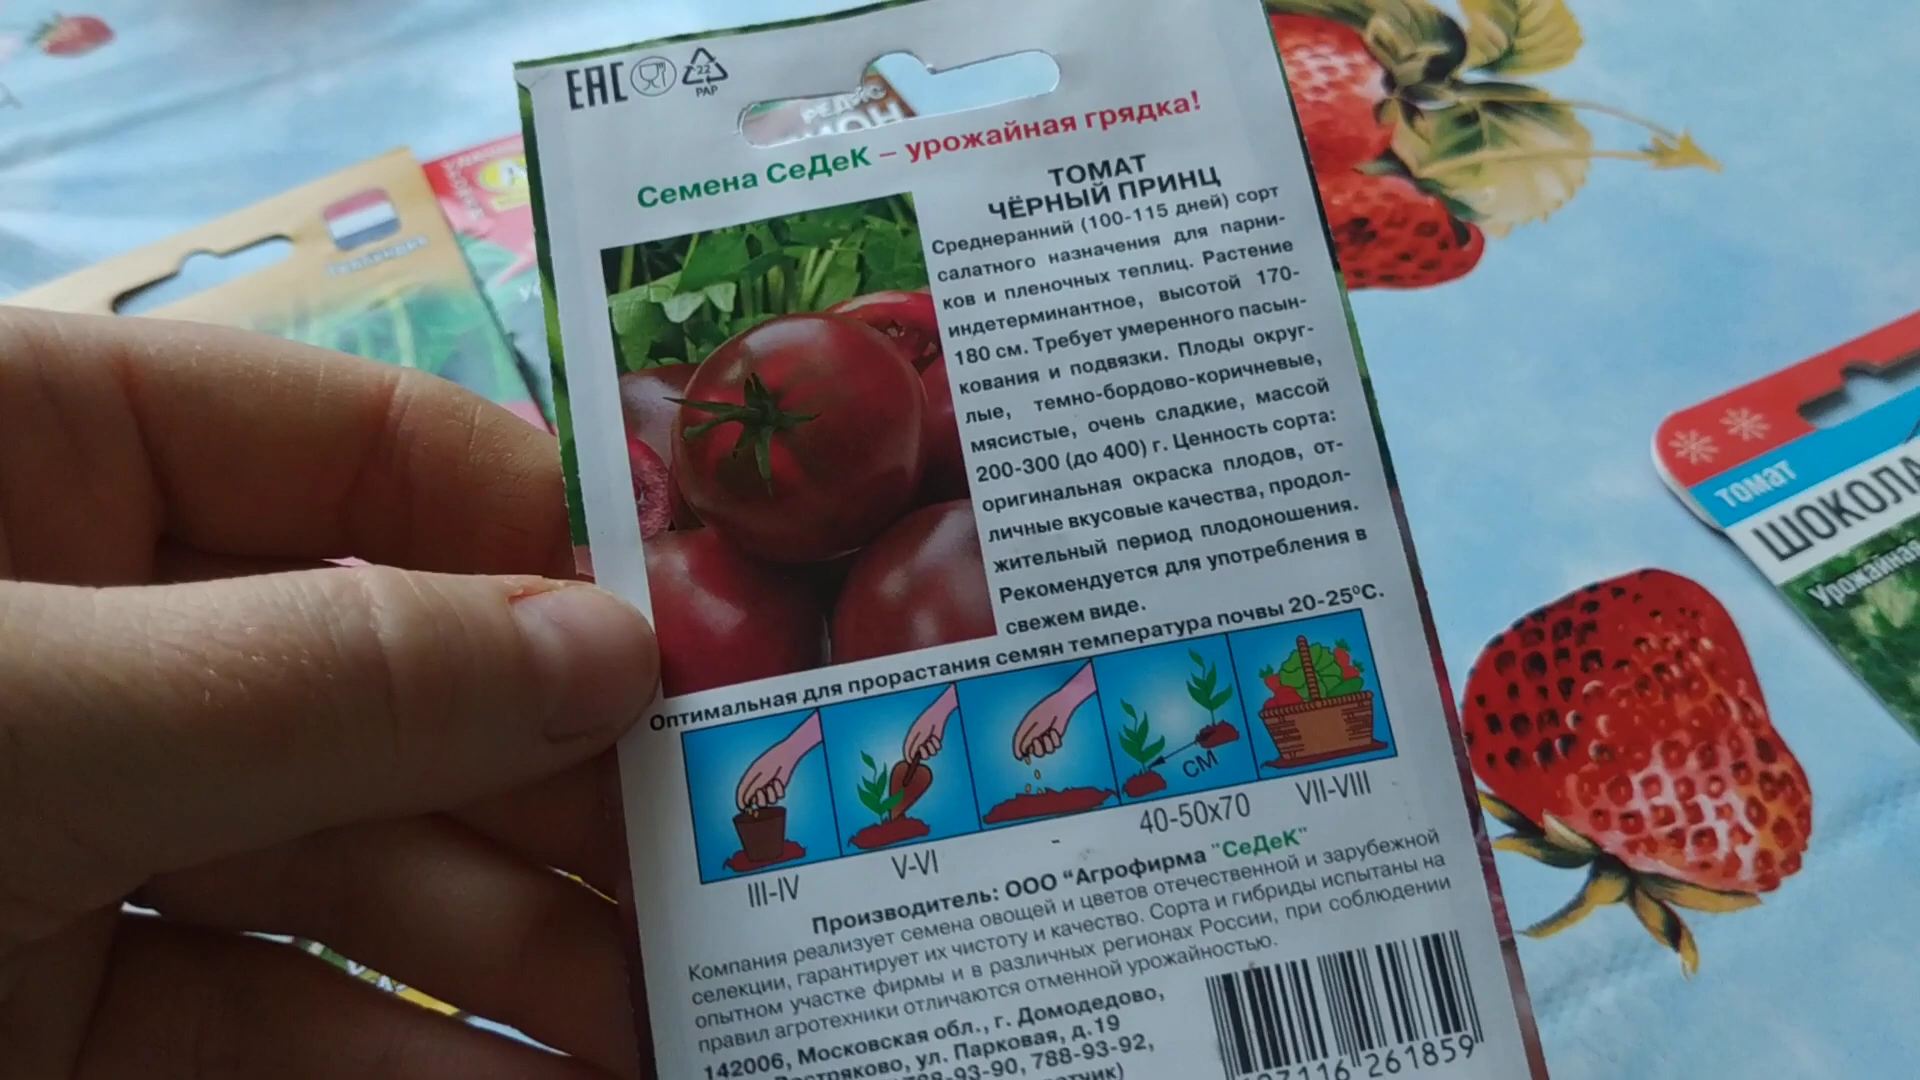 EAC
22
PAP
РЕДИС
Семена СеДеК – урожайная грядка!
ТОМАТ
ЧЁРНЫЙ ПРИНЦ
Среднеранний (100-115 дней) сорт
салатного назначения для парни-
ков и пленочных теплиц. Растение
индетерминантное, высотой 170-
180 см. Требует умеренного пасын-
кования и подвязки. Плоды округ-
лые, темно-бордово-коричневые,
мясистые, очень сладкие, массой
200-300 (до 400) г. Ценность сорта:
оригинальная окраска плодов, от-
личные вкусовые качества, продол-
жительный период плодоношения.
Рекомендуется для употребления в
свежем виде.
Оптимальная для прорастания семян температура почвы 20-25°С.
СМ
III-IV
V-VI
-
40-50x70
VII-VIII
Производитель: ООО “Агрофирма "СеДеК"
Компания реализует семена овощей и цветов отечественной и зарубежной
селекции, гарантирует их чистоту и качество. Сорта и гибриды испытаны на
опытном участке фирмы и в различных регионах России, при соблюдении
правил агротехники отличаются отменной урожайностью.
142006, Московская обл., г. Домодедово,
ул. Парковая, д.19
93-90, 788-93-92,
261859
томат
ШОКОЛА
Урожайная